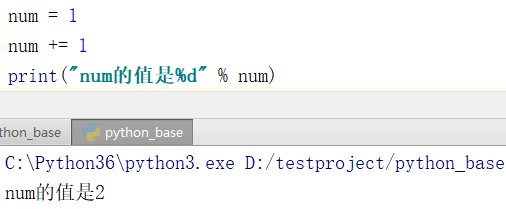 num = 1
num += 1
print("num的值是%d" % num)
thon_base python_base
C:\Python36\python3.exe D:/testproject/python_base
num的值是2